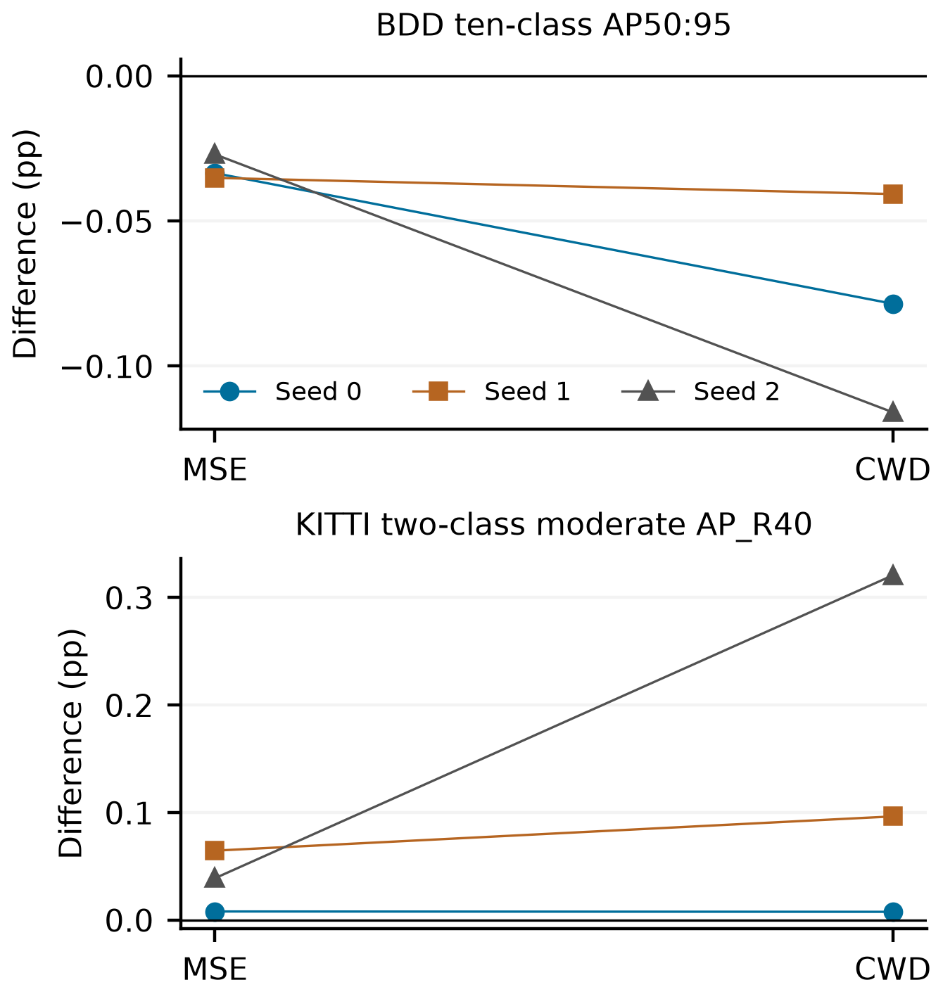 BDD ten-class AP50:95
0.00
−0.05
−0.10
Difference (pp)
Seed 0 Seed 1 Seed 2
MSE CWD
KITTI two-class moderate AP_R40
0.3
0.2
0.1
0.0
Difference (pp)
MSE CWD